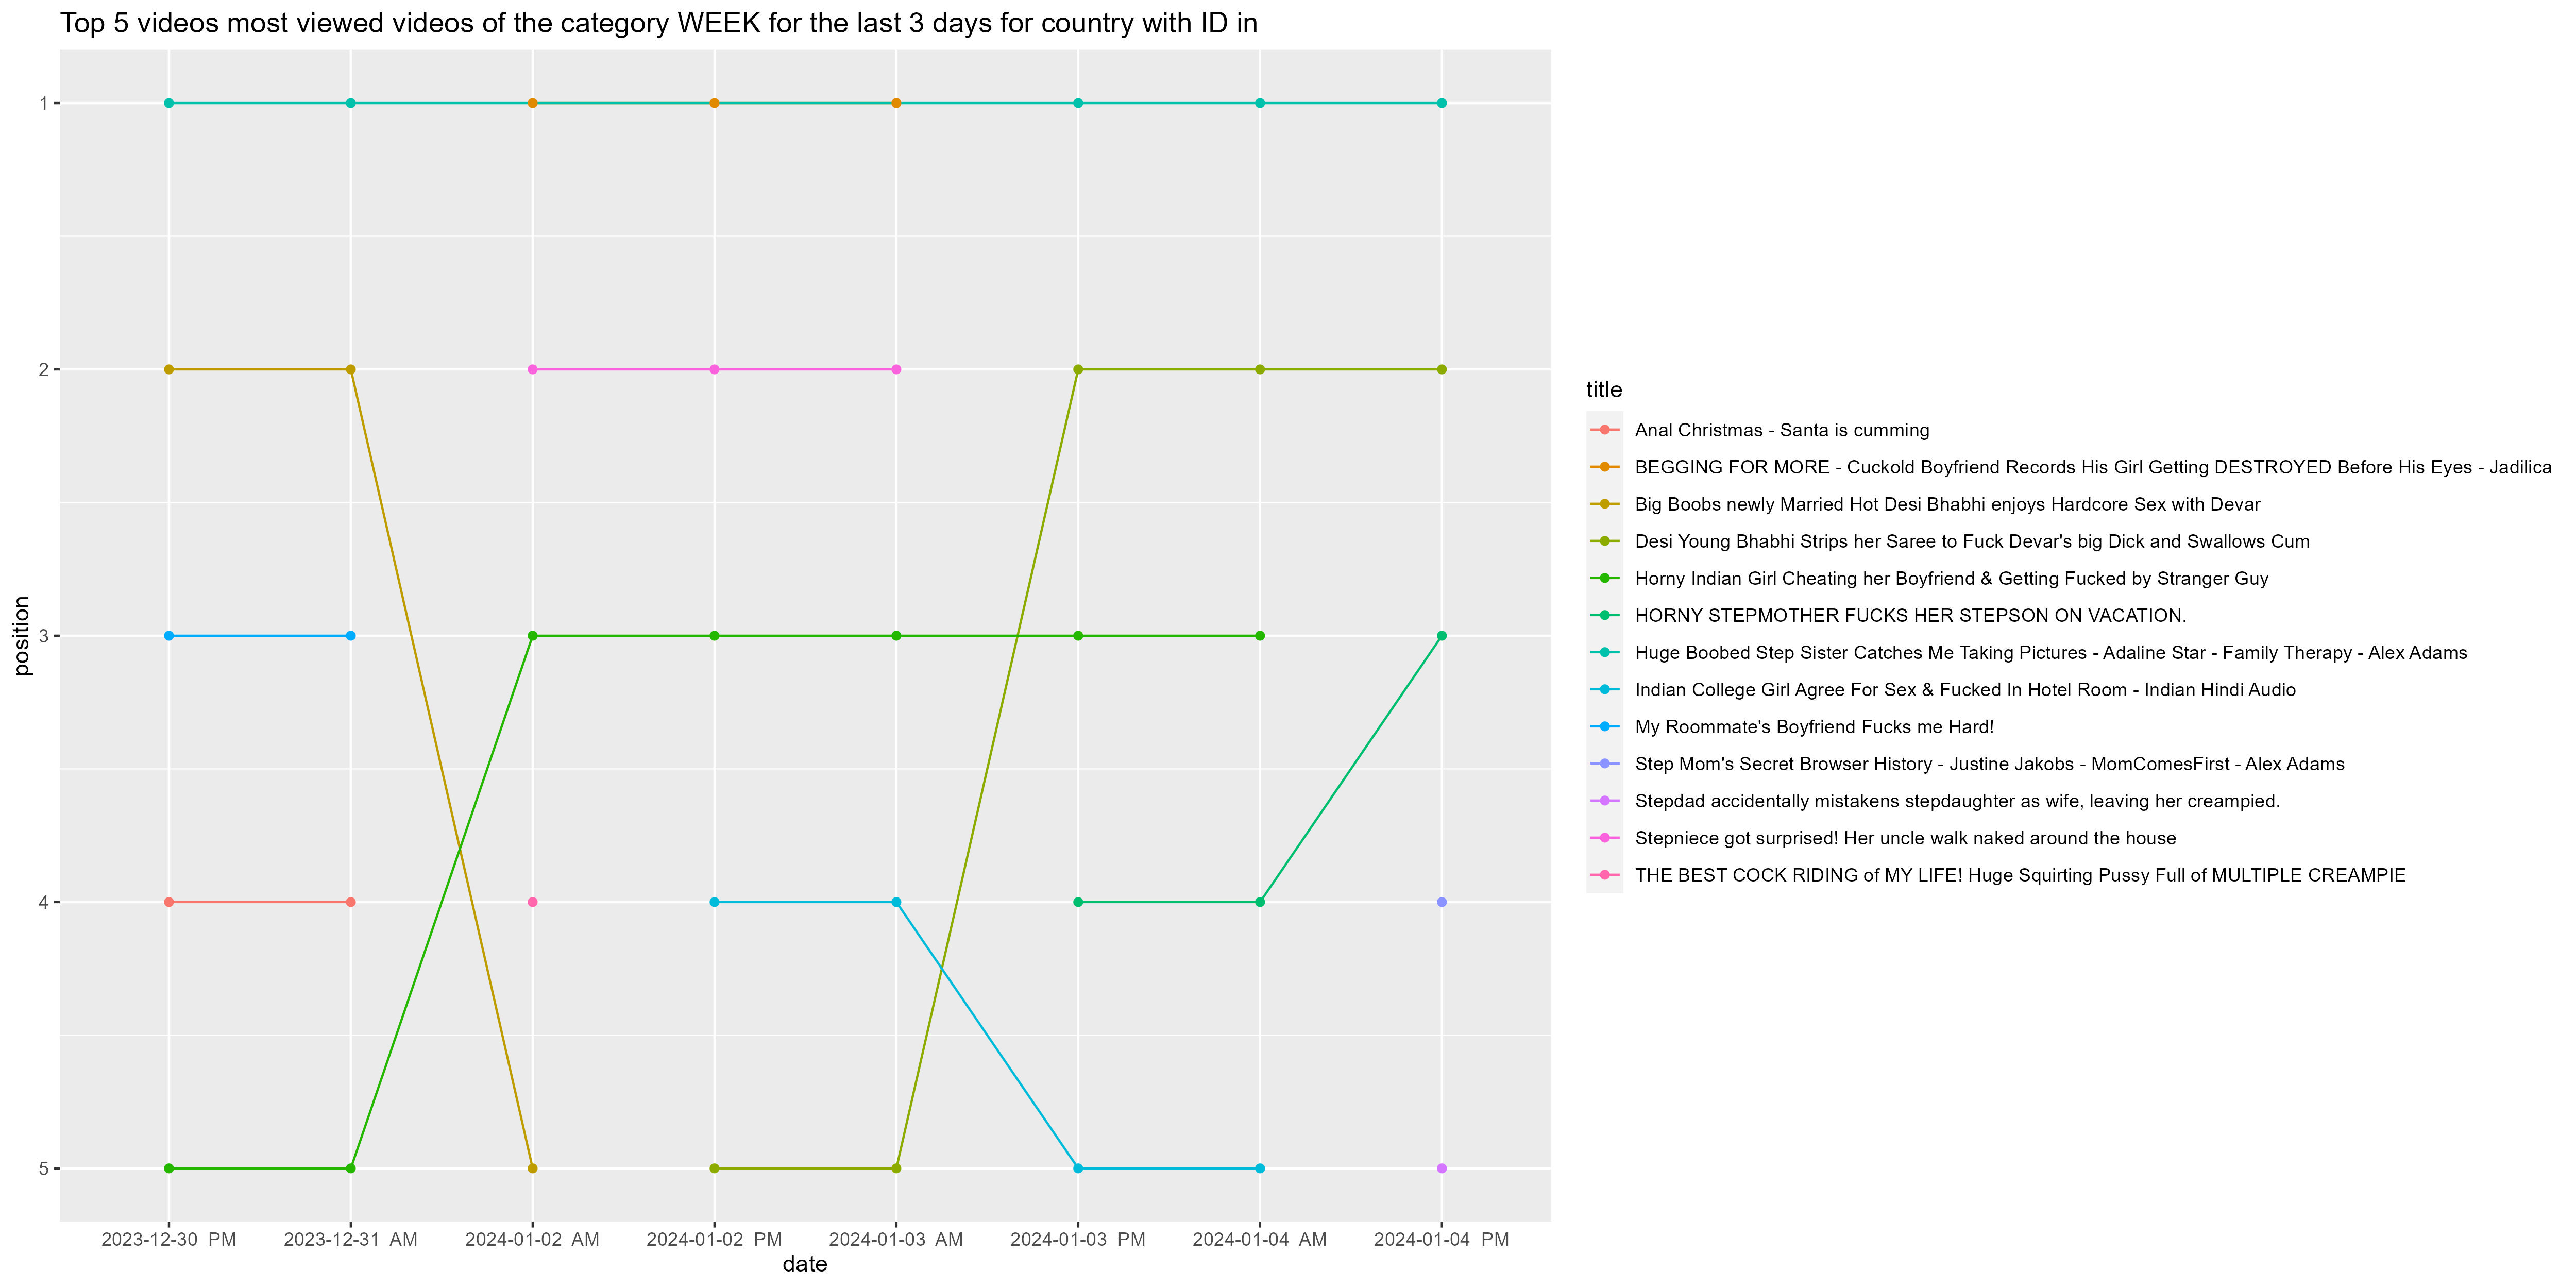 Top 5 videos most viewed videos of the category WEEK for the last 3 days for country with ID in
position
1
2
3
4
5
2023-12-30 PM
2023-12-31 AM
2024-01-02 AM
2024-01-02 PM
2024-01-03 AM
2024-01-03 PM
2024-01-04 AM
2024-01-04 PM
date
title
Anal Christmas - Santa is cumming
BEGGING FOR MORE - Cuckold Boyfriend Records His Girl Getting DESTROYED Before His Eyes - Jadilica
Big Boobs newly Married Hot Desi Bhabhi enjoys Hardcore Sex with Devar
Desi Young Bhabhi Strips her Saree to Fuck Devar's big Dick and Swallows Cum
Horny Indian Girl Cheating her Boyfriend & Getting Fucked by Stranger Guy
HORNY STEPMOTHER FUCKS HER STEPSON ON VACATION.
Huge Boobed Step Sister Catches Me Taking Pictures - Adaline Star - Family Therapy - Alex Adams
Indian College Girl Agree For Sex & Fucked In Hotel Room - Indian Hindi Audio
My Roommate's Boyfriend Fucks me Hard!
Step Mom's Secret Browser History - Justine Jakobs - MomComesFirst - Alex Adams
Stepdad accidentally mistakens stepdaughter as wife, leaving her creampied.
Stepniece got surprised! Her uncle walk naked around the house
THE BEST COCK RIDING of MY LIFE! Huge Squirting Pussy Full of MULTIPLE CREAMPIE